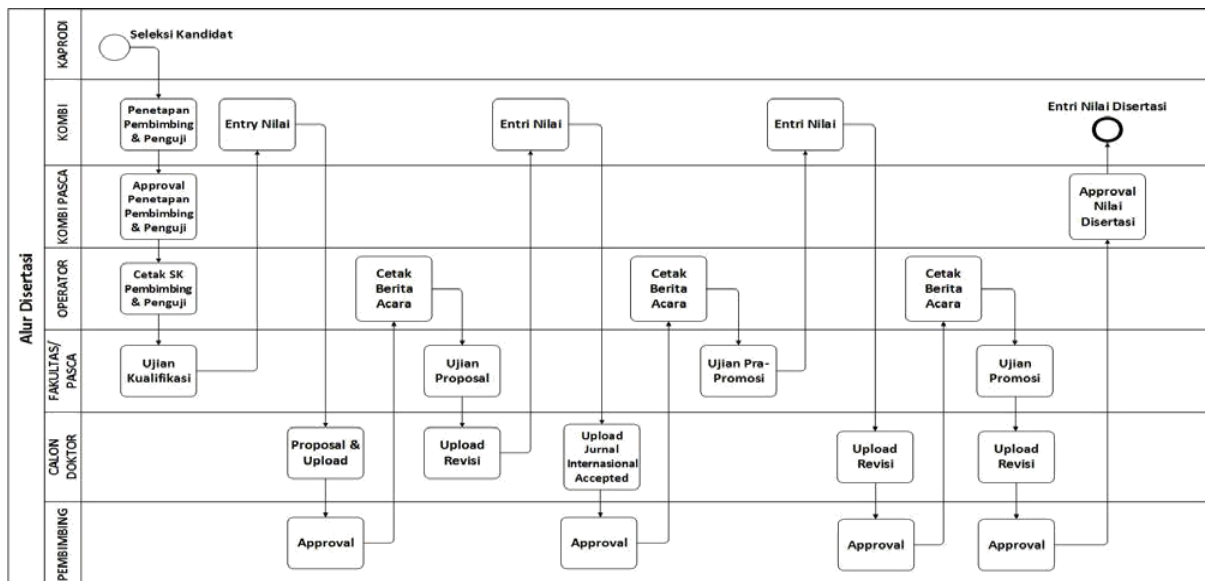 Alur Disertasi
KAPRODI
Seleksi Kandidat
KOMBI
Penetapan
Pembimbing
& Penguji
Entry Nilai
Entri Nilai
Entri Nilai
Entri Nilai Disertasi
KOMBI PASCA
Approval
Penetapan
Pembimbing
& Penguji
Approval
Nilai
Disertasi
OPERATOR
Cetak SK
Pembimbing
& Penguji
Cetak
Berita
Acara
Cetak
Berita
Acara
Cetak
Berita
Acara
FAKULTAS/
PASCA
Ujian
Kualifikasi
Ujian
Proposal
Ujian Pra-
Promosi
Ujian
Promosi
CALON
DOKTOR
Proposal &
Upload
Upload
Revisi
Upload
Jurnal
Internasional
Accepted
Upload
Revisi
Upload
Revisi
PEMBIMBING
Approval
Approval
Approval
Approval